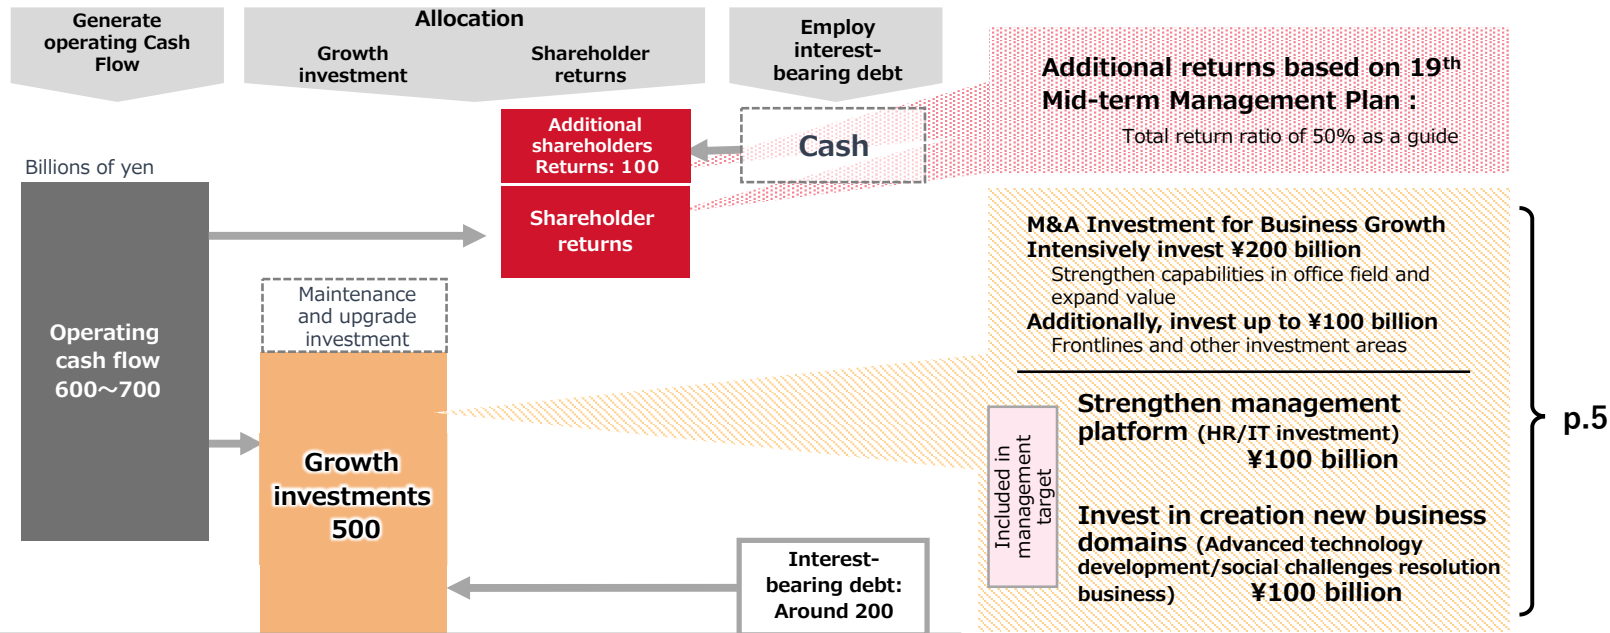 Generate
operating Cash
Flow
Allocation
Growth
investment
Shareholder
returns
Employ
interest-
bearing debt
Additional returns based on 19th
Mid-term Management Plan :
Total return ratio of 50% as a guide
Additional
shareholders
Returns: 100
Cash
Billions of yen
Shareholder
returns
Operating
cash flow
600～700
Maintenance
and upgrade
investment
Growth
investments
500
Interest-
bearing debt:
Around 200
M&A Investment for Business Growth
Intensively invest ¥200 billion
Strengthen capabilities in office field and
expand value
Additionally, invest up to ¥100 billion
Frontlines and other investment areas
Included in
management
target
Strengthen management
platform (HR/IT investment)
¥100 billion
Invest in creation new business
domains (Advanced technology
development/social challenges resolution
business) ¥100 billion
p.5